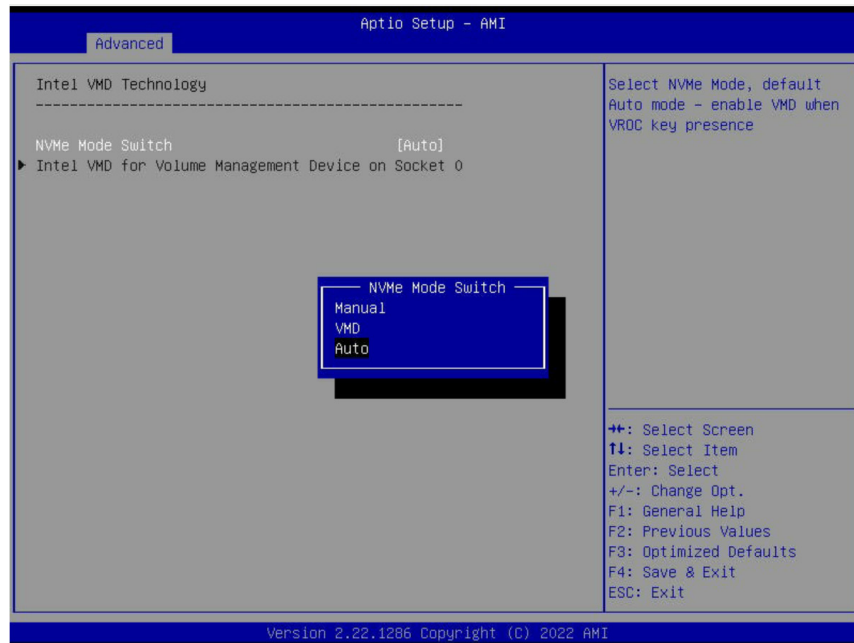 Aptio Setup – AMI
Advanced
Intel VMD Technology
--------------------------------------------------
NVMe Mode Switch [Auto]
▶ Intel VMD for Volume Management Device on Socket 0
Select NVMe Mode, default
Auto mode – enable VMD when
VROC key presence
NVMe Mode Switch
Manual
VMD
Auto
→←: Select Screen
↑↓: Select Item
Enter: Select
+/-: Change Opt.
F1: General Help
F2: Previous Values
F3: Optimized Defaults
F4: Save & Exit
ESC: Exit
Version 2.22.1286 Copyright (C) 2022 AMI